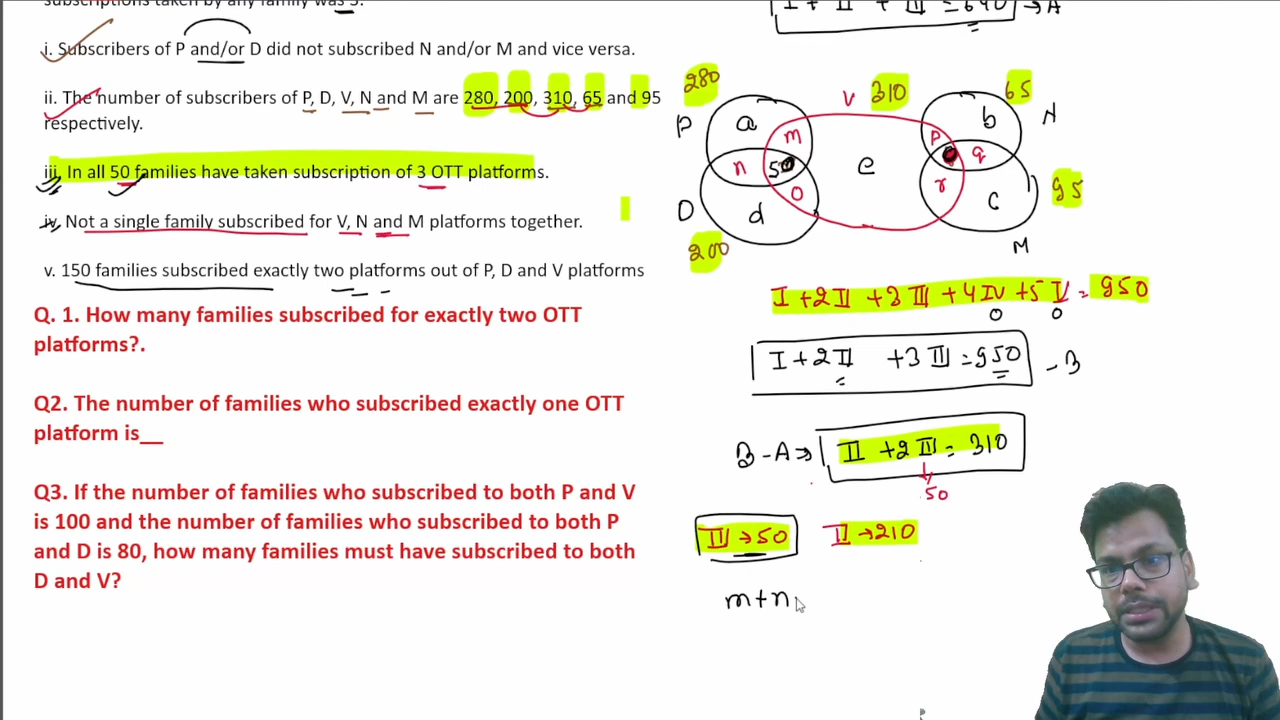 subscriptions taken by any family was 3.
i. Subscribers of P and/or D did not subscribed N and/or M and vice versa.
ii. The number of subscribers of P, D, V, N and M are 280, 200, 310, 65 and 95
respectively.
iii. In all 50 families have taken subscription of 3 OTT platforms.
iv. Not a single family subscribed for V, N and M platforms together.
v. 150 families subscribed exactly two platforms out of P, D and V platforms
Q. 1. How many families subscribed for exactly two OTT
platforms?.
Q2. The number of families who subscribed exactly one OTT
platform is__
Q3. If the number of families who subscribed to both P and V
is 100 and the number of families who subscribed to both P
and D is 80, how many families must have subscribed to both
D and V?
I + II + III = 640 → A
280 V 310 65
P a m b N
p
n 50 e q
D d o r c 95
200 M
I + 2II + 3III + 4IV + 5V = 950
0 0
I + 2II + 3III = 950 - B
B - A ⇒ II + 2III = 310
50
III → 50 II → 210
m + n